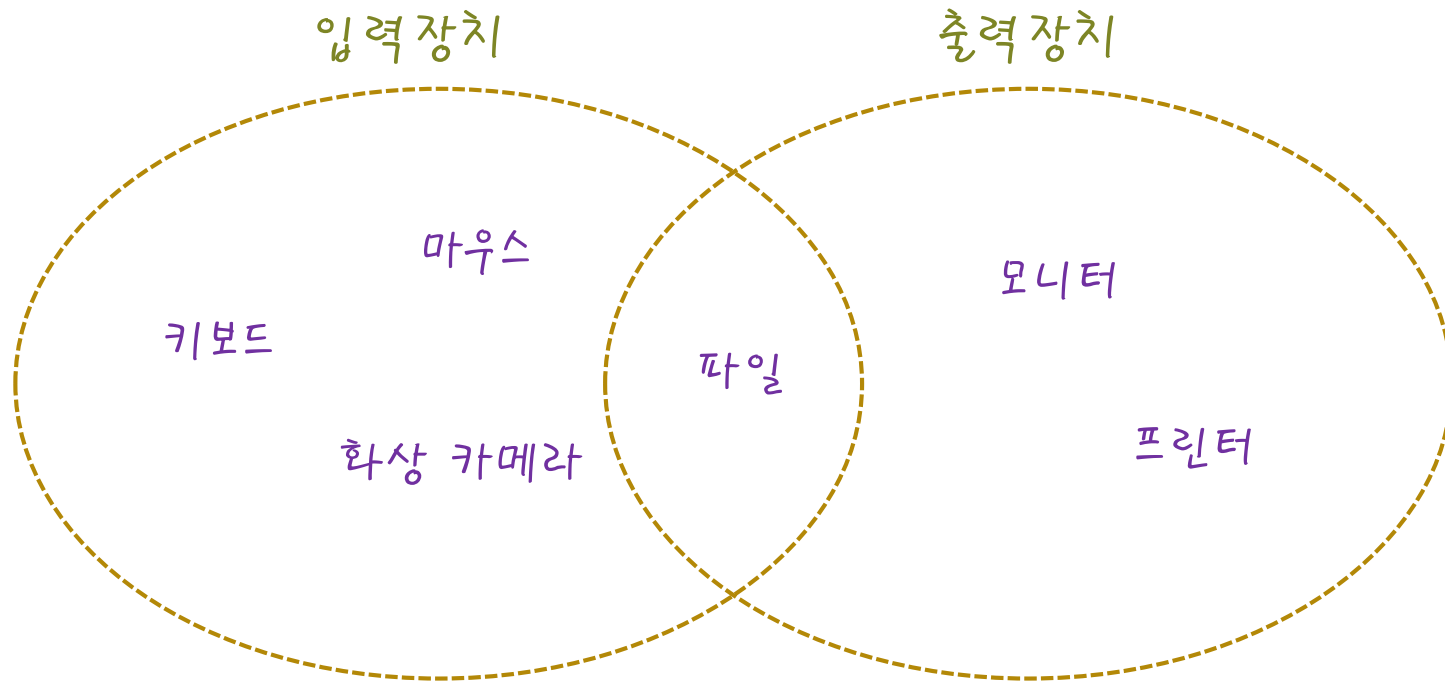 입력장치
출력장치
마우스
모니터
키보드
파일
화상 카메라
프린터